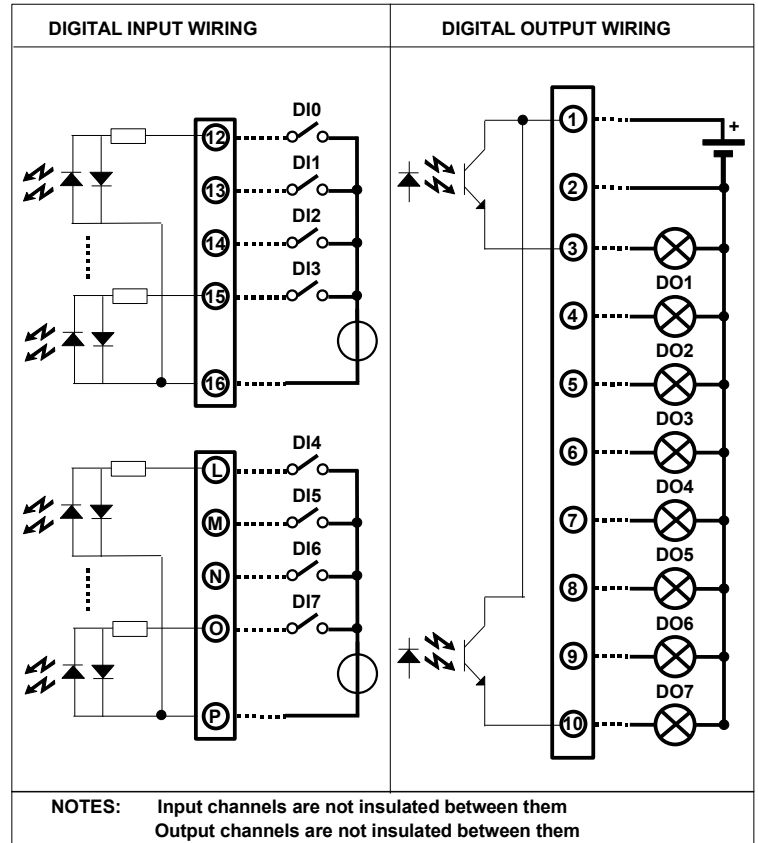 DIGITAL INPUT WIRING
DIGITAL OUTPUT WIRING
DI0
12
DI1
13
DI2
14
DI3
15
16
DI4
L
DI5
M
DI6
N
DI7
O
P
1
+
2
3
DO1
4
DO2
5
DO3
6
DO4
7
DO5
8
DO6
9
DO7
10
NOTES: Input channels are not insulated between them
Output channels are not insulated between them